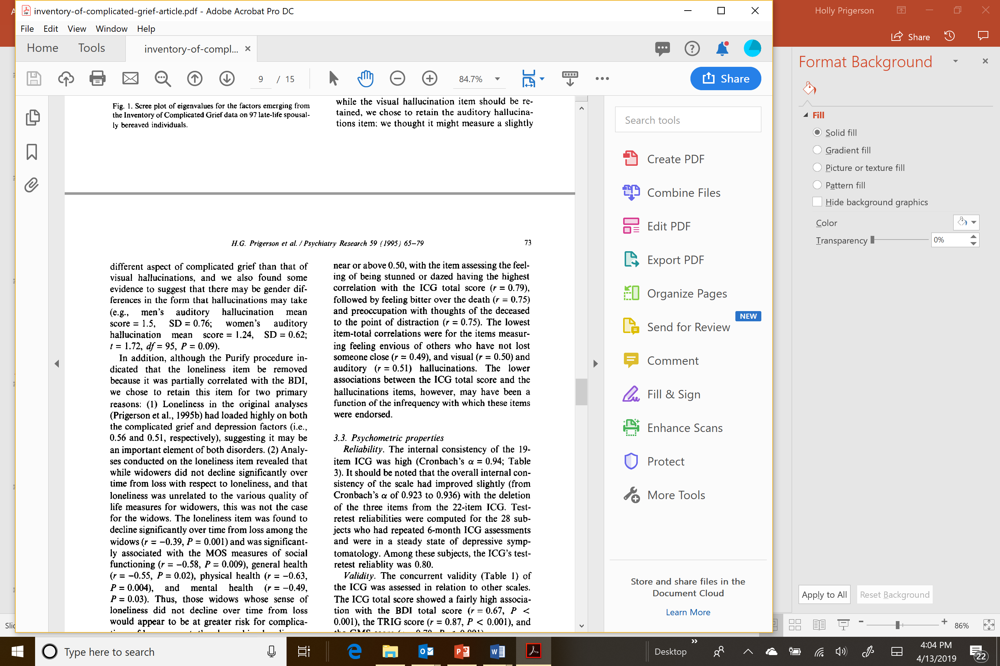 inventory-of-complicated-grief-article.pdf - Adobe Acrobat Pro DC
File Edit View Window Help
Home Tools inventory-of-compl...
9 / 15
84.7%
Share
Fig. 1. Scree plot of eigenvalues for the factors emerging from
the Inventory of Complicated Grief data on 97 late-life spousal-
ly bereaved individuals.
while the visual hallucination item should be re-
tained, we chose to retain the auditory hallucina-
tions item; we thought it might measure a slightly
H.G. Prigerson et al. / Psychiatry Research 59 (1995) 65–79
73
different aspect of complicated grief than that of
visual hallucinations, and we also found some
evidence to suggest that there may be gender dif-
ferences in the form that hallucinations may take
(e.g., men's auditory hallucination mean
score = 1.5, SD = 0.76; women's auditory
hallucination mean score = 1.24, SD = 0.62;
t = 1.72, df = 95, P = 0.09).
In addition, although the Purify procedure in-
dicated that the loneliness item be removed
because it was partially correlated with the BDI,
we chose to retain this item for two primary
reasons: (1) Loneliness in the original analyses
(Prigerson et al., 1995b) had loaded highly on both
the complicated grief and depression factors (i.e.,
0.56 and 0.51, respectively), suggesting it may be
an important element of both disorders. (2) Analy-
ses conducted on the loneliness item revealed that
while widowers did not decline significantly over
time from loss with respect to loneliness, and that
loneliness was unrelated to the various quality of
life measures for widowers, this was not the case
for the widows. The loneliness item was found to
decline significantly over time from loss among the
widows (r = −0.39, P = 0.001) and was significant-
ly associated with the MOS measures of social
functioning (r = −0.58, P = 0.009), general health
(r = −0.55, P = 0.02), physical health (r = −0.63,
P = 0.004), and mental health (r = −0.49,
P = 0.03). Thus, those widows whose sense of
loneliness did not decline over time from loss
would appear to be at greater risk for complica-
near or above 0.50, with the item assessing the feel-
ing of being stunned or dazed having the highest
correlation with the ICG total score (r = 0.79),
followed by feeling bitter over the death (r = 0.75)
and preoccupation with thoughts of the deceased
to the point of distraction (r = 0.75). The lowest
item-total correlations were for the items measur-
ing feeling envious of others who have not lost
someone close (r = 0.49), and visual (r = 0.50) and
auditory (r = 0.51) hallucinations. The lower
associations between the ICG total score and the
hallucinations items, however, may have been a
function of the infrequency with which these items
were endorsed.
3.3. Psychometric properties
Reliability. The internal consistency of the 19-
item ICG was high (Cronbach's α = 0.94; Table
3). It should be noted that the overall internal con-
sistency of the scale had improved slightly (from
Cronbach's α of 0.923 to 0.936) with the deletion
of the three items from the 22-item ICG. Test-
retest reliabilities were computed for the 28 sub-
jects who had repeated 6-month ICG assessments
and were in a steady state of depressive symp-
tomatology. Among these subjects, the ICG's test-
retest reliablity was 0.80.
Validity. The concurrent validity (Table 1) of
the ICG was assessed in relation to other scales.
The ICG total score showed a fairly high associa-
tion with the BDI total score (r = 0.67, P <
0.001), the TRIG score (r = 0.87, P < 0.001), and
Search tools
Create PDF
Combine Files
Edit PDF
Export PDF
Organize Pages
NEW
Send for Review
Comment
Fill & Sign
Enhance Scans
Protect
More Tools
Store and share files in the
Document Cloud
Learn More
Holly Prigerson
Share
Format Background
Fill
Solid fill
Gradient fill
Picture or texture fill
Pattern fill
Hide background graphics
Color
Transparency 0%
Apply to All Reset Background
86%
Type here to search
Desktop
4:04 PM
4/13/2019
22